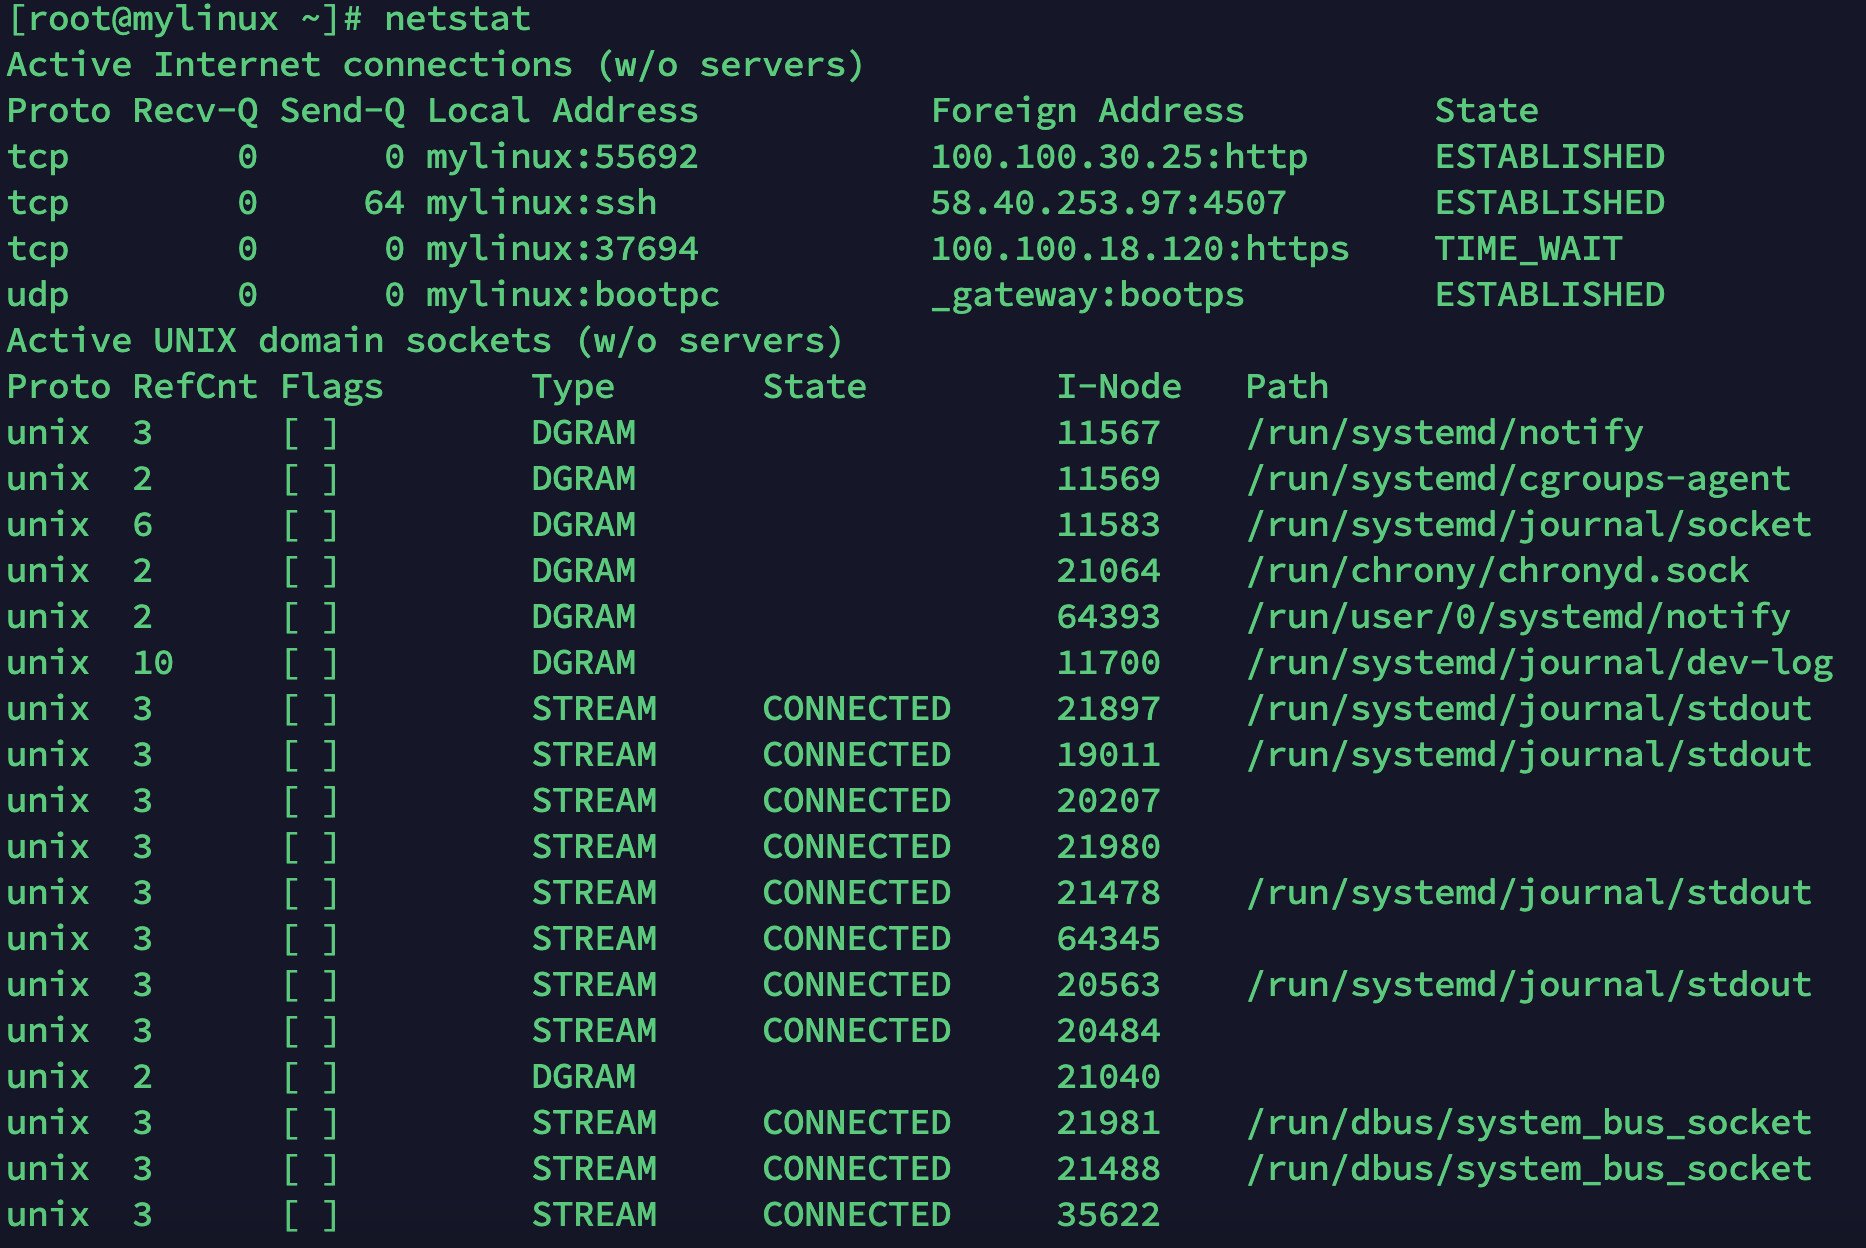 [root@mylinux ~]# netstat
Active Internet connections (w/o servers)
Proto Recv-Q Send-Q Local Address           Foreign Address         State
tcp        0      0 mylinux:55692           100.100.30.25:http      ESTABLISHED
tcp        0     64 mylinux:ssh             58.40.253.97:4507       ESTABLISHED
tcp        0      0 mylinux:37694           100.100.18.120:https    TIME_WAIT
udp        0      0 mylinux:bootpc          _gateway:bootps         ESTABLISHED
Active UNIX domain sockets (w/o servers)
Proto RefCnt Flags       Type       State         I-Node   Path
unix  3      [ ]         DGRAM                    11567    /run/systemd/notify
unix  2      [ ]         DGRAM                    11569    /run/systemd/cgroups-agent
unix  6      [ ]         DGRAM                    11583    /run/systemd/journal/socket
unix  2      [ ]         DGRAM                    21064    /run/chrony/chronyd.sock
unix  2      [ ]         DGRAM                    64393    /run/user/0/systemd/notify
unix  10     [ ]         DGRAM                    11700    /run/systemd/journal/dev-log
unix  3      [ ]         STREAM     CONNECTED     21897    /run/systemd/journal/stdout
unix  3      [ ]         STREAM     CONNECTED     19011    /run/systemd/journal/stdout
unix  3      [ ]         STREAM     CONNECTED     20207
unix  3      [ ]         STREAM     CONNECTED     21980
unix  3      [ ]         STREAM     CONNECTED     21478    /run/systemd/journal/stdout
unix  3      [ ]         STREAM     CONNECTED     64345
unix  3      [ ]         STREAM     CONNECTED     20563    /run/systemd/journal/stdout
unix  3      [ ]         STREAM     CONNECTED     20484
unix  2      [ ]         DGRAM                    21040
unix  3      [ ]         STREAM     CONNECTED     21981    /run/dbus/system_bus_socket
unix  3      [ ]         STREAM     CONNECTED     21488    /run/dbus/system_bus_socket
unix  3      [ ]         STREAM     CONNECTED     35622